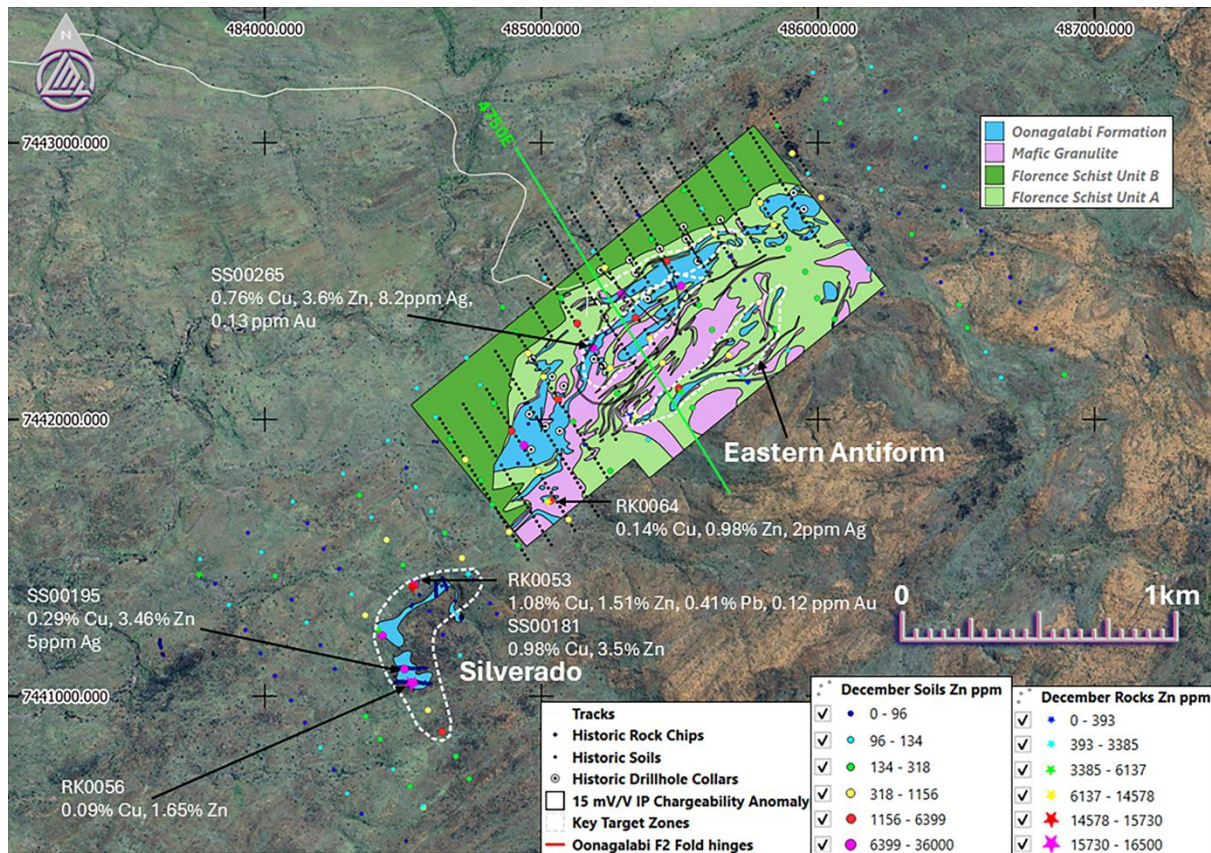 484000.000
485000.000
486000.000
487000.000
N
4750E
7443000.000
Oonagalabi Formation
Mafic Granulite
Florence Schist Unit B
Florence Schist Unit A
SS00265
0.76% Cu, 3.6% Zn, 8.2ppm Ag,
0.13 ppm Au
7442000.000
Eastern Antiform
RK0064
0.14% Cu, 0.98% Zn, 2ppm Ag
SS00195
0.29% Cu, 3.46% Zn
5ppm Ag
RK0053
1.08% Cu, 1.51% Zn, 0.41% Pb, 0.12 ppm Au
SS00181
0.98% Cu, 3.5% Zn
0
1km
Silverado
7441000.000
RK0056
0.09% Cu, 1.65% Zn
Tracks
Historic Rock Chips
Historic Soils
Historic Drillhole Collars
15 mV/V IP Chargeability Anomaly
Key Target Zones
Oonagalabi F2 Fold hinges
December Soils Zn ppm
0 - 96
96 - 134
134 - 318
318 - 1156
1156 - 6399
6399 - 36000
December Rocks Zn ppm
0 - 393
393 - 3385
3385 - 6137
6137 - 14578
14578 - 15730
15730 - 16500